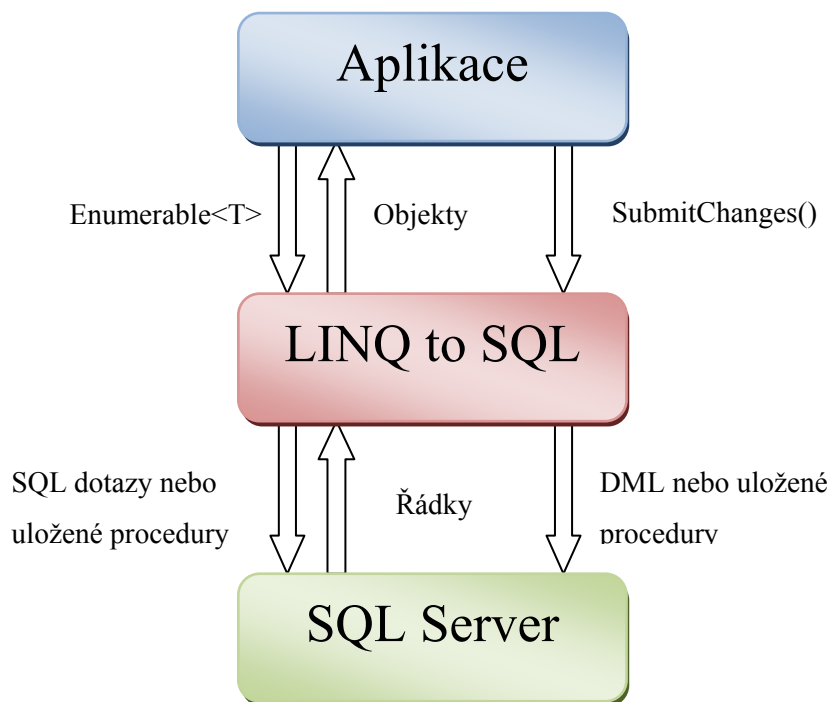 Aplikace
Enumerable<T>
Objekty
SubmitChanges()
LINQ to SQL
SQL dotazy nebo
uložené procedury
Řádky
DML nebo uložené
procedury
SQL Server